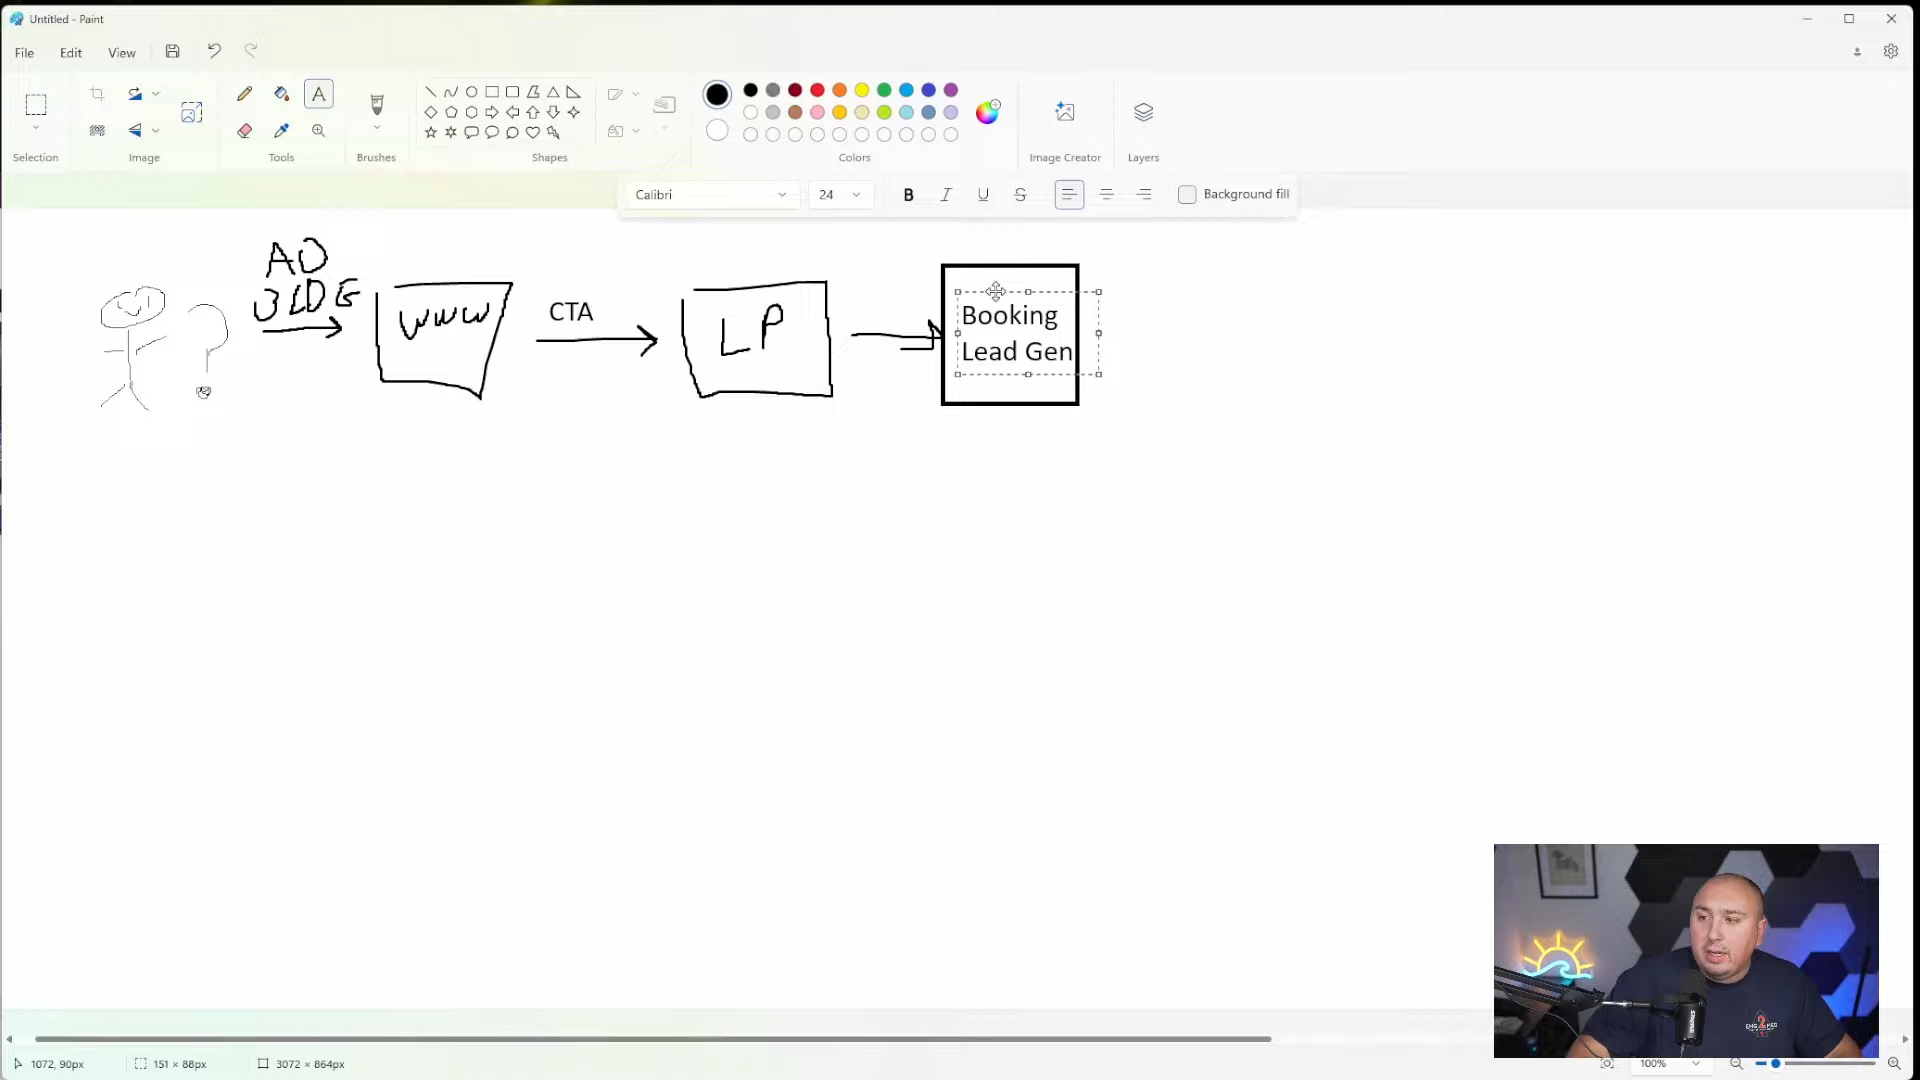 Untitled - Paint
File Edit View
Selection
Image
Tools
Brushes
Shapes
Colors
Image Creator
Layers
Calibri
24
B I U S
Background fill
AD
WWW
CTA
LP
Booking
Lead Gen
1072, 90px
151 × 88px
3072 × 864px
100%